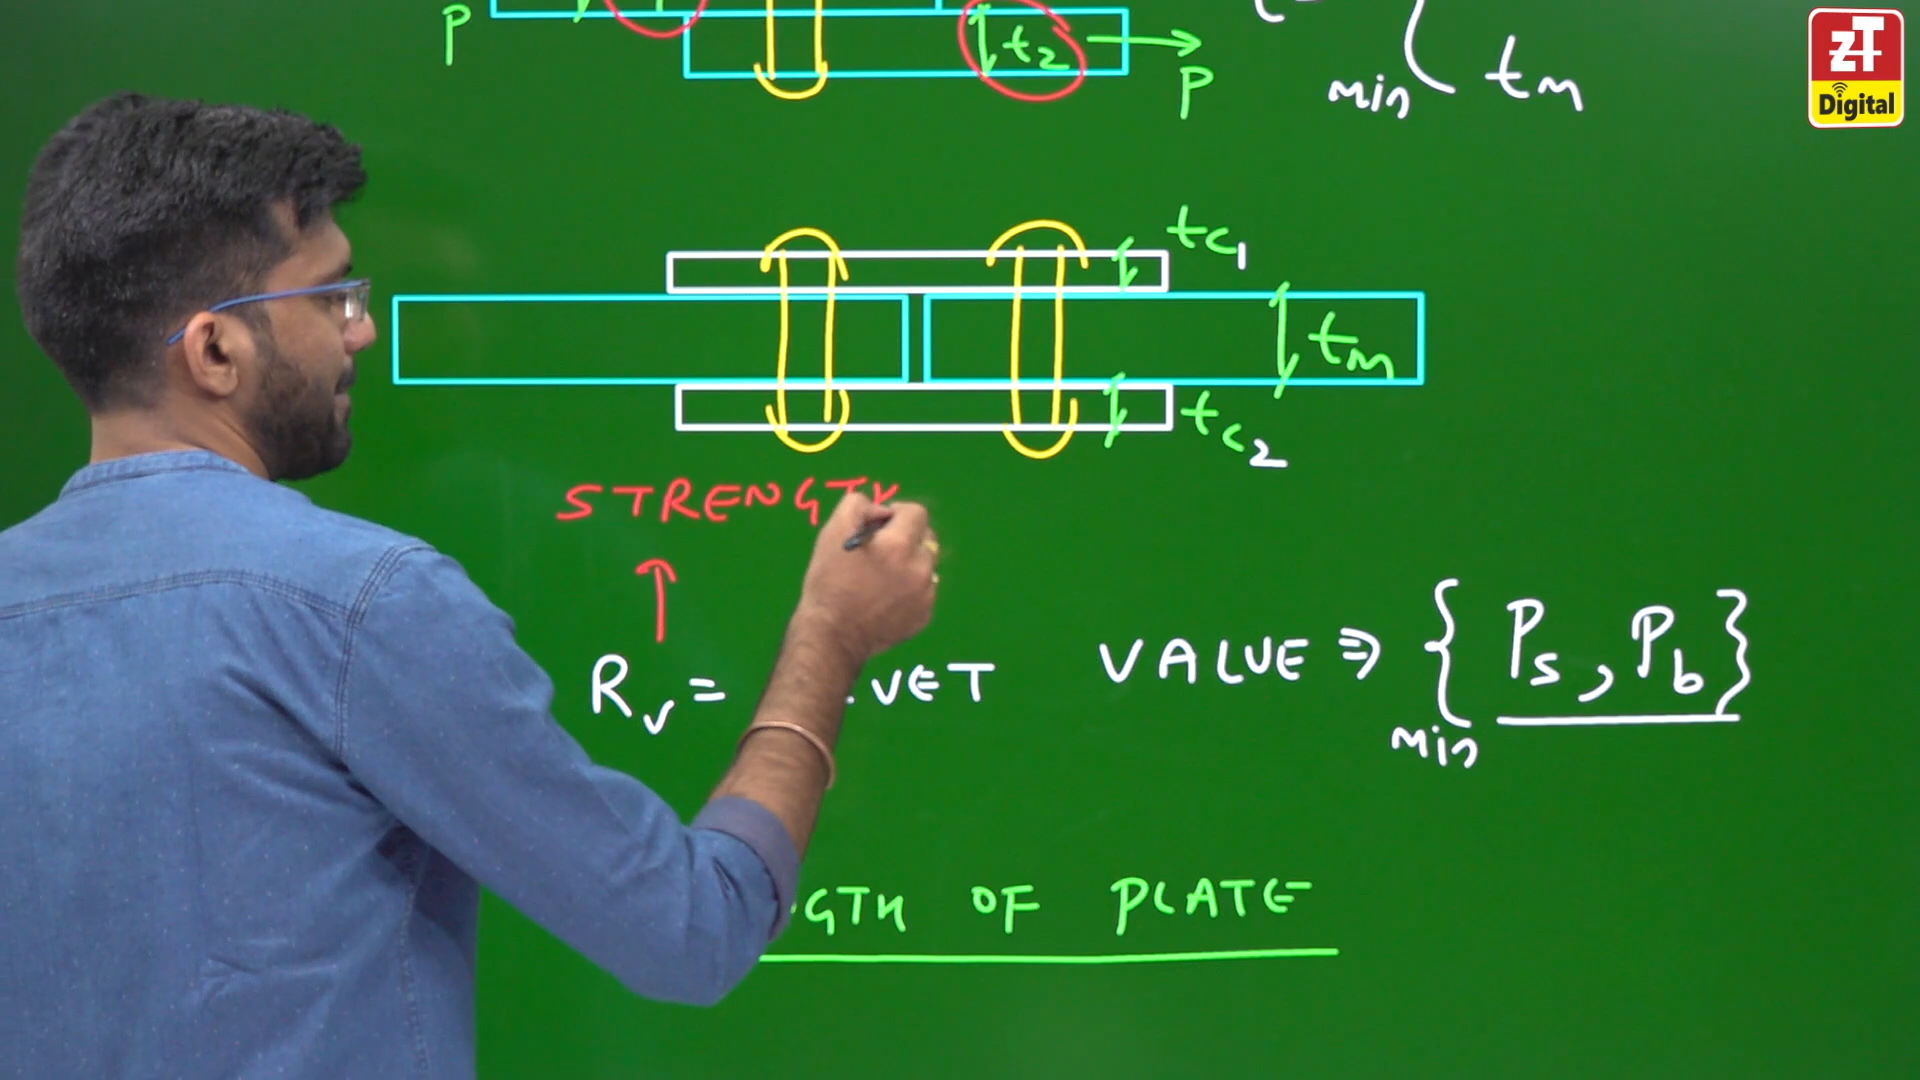 P
t2
P
min
tm
ZT
Digital
tc1
tm
tc2
STRENGTH
Rv = VET VALUE ⇒ { Ps, Pb }
min
GTH OF PLATE